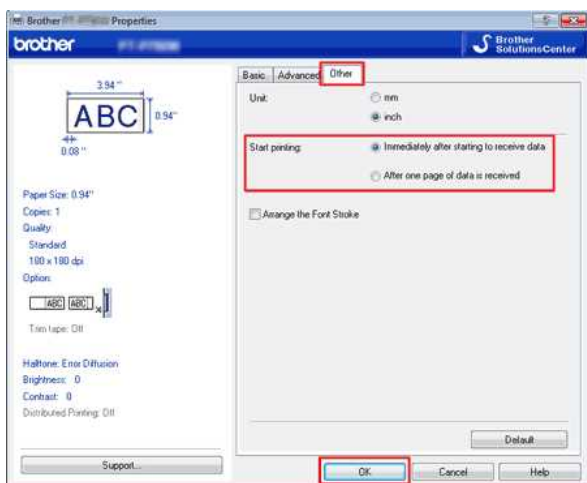 Brother Properties
brother
Brother
SolutionsCenter
3.94 "
ABC
0.94"
0.08 "
Paper Size: 0.94"
Copies: 1
Quality:
Standard
180 x 180 dpi
Option:
ABC ABC x
Trim tape: Off
Halftone: Error Diffusion
Brightness: 0
Contrast: 0
Distributed Printing: Off
Support...
Basic Advanced Other
Unit:
mm
inch
Start printing:
Immediately after starting to receive data
After one page of data is received
Arrange the Font Stroke
Default
OK Cancel Help